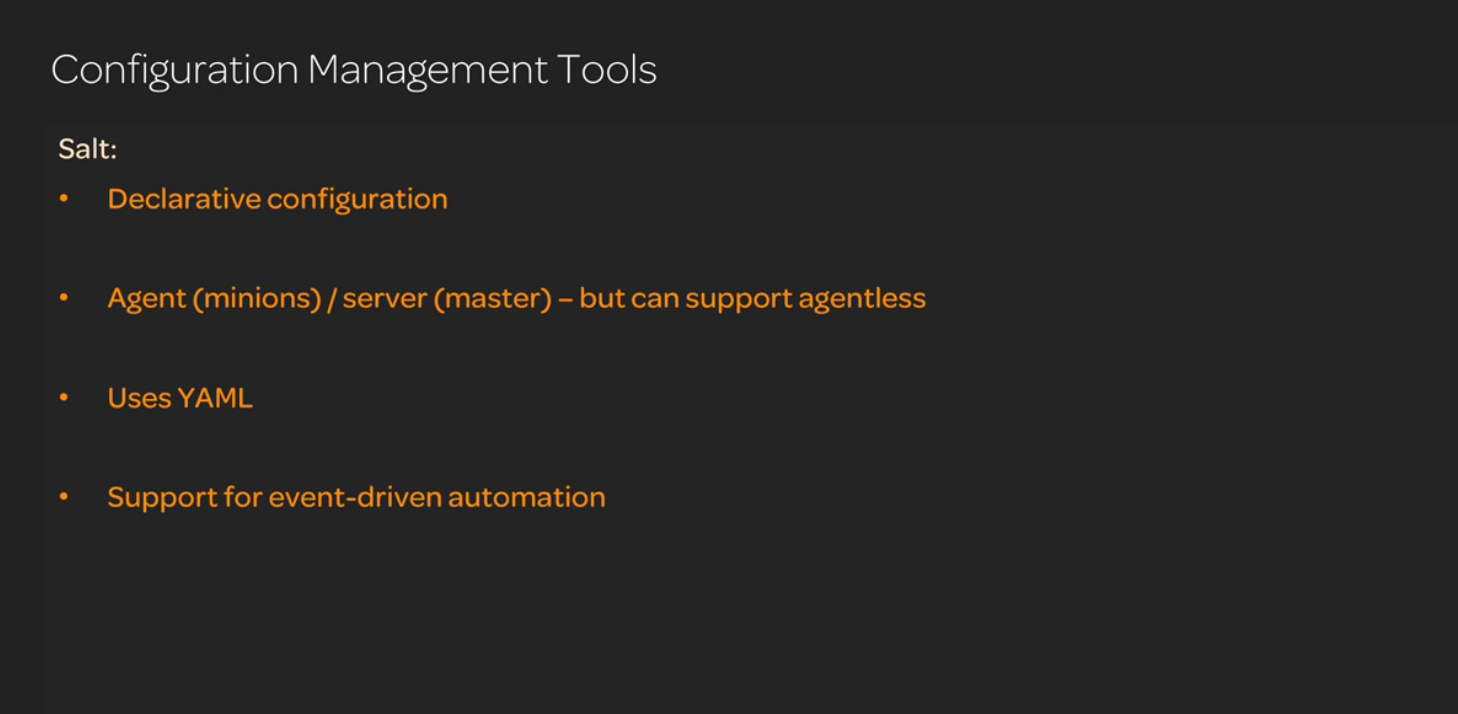 Configuration Management Tools
Salt:
• Declarative configuration
• Agent (minions) / server (master) – but can support agentless
• Uses YAML
• Support for event-driven automation